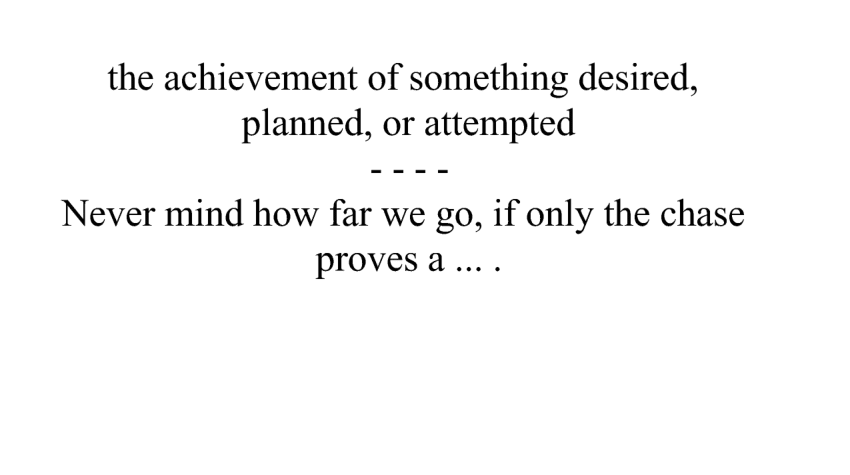 the achievement of something desired,
planned, or attempted
- - - -
Never mind how far we go, if only the chase
proves a ... .